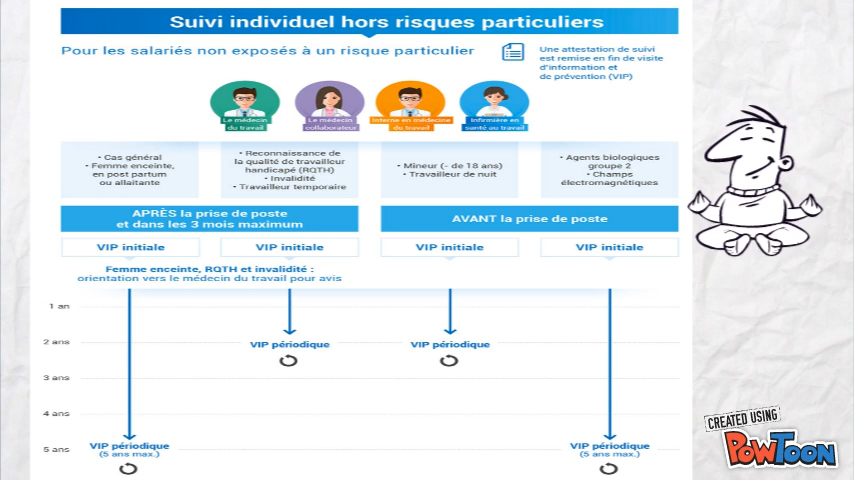 Suivi individuel hors risques particuliers
Pour les salariés non exposés à un risque particulier
Une attestation de suivi
est remise en fin de visite
d'information et
de prévention (VIP)
Le médecin
du travail
Le médecin
collaborateur
Interne en médecine
du travail
Infirmière en
santé au travail
• Cas général
• Femme enceinte,
en post partum
ou allaitante
• Reconnaissance de
la qualité de travailleur
handicapé (RQTH)
• Invalidité
• Travailleur temporaire
• Mineur (- de 18 ans)
• Travailleur de nuit
• Agents biologiques
groupe 2
• Champs
électromagnétiques
APRÈS la prise de poste
et dans les 3 mois maximum
AVANT la prise de poste
VIP initiale
VIP initiale
VIP initiale
VIP initiale
Femme enceinte, RQTH et invalidité :
orientation vers le médecin du travail pour avis
1 an
2 ans
VIP périodique
VIP périodique
3 ans
4 ans
5 ans
VIP périodique
(5 ans max.)
VIP périodique
(5 ans max.)
CREATED USING
POWTOON